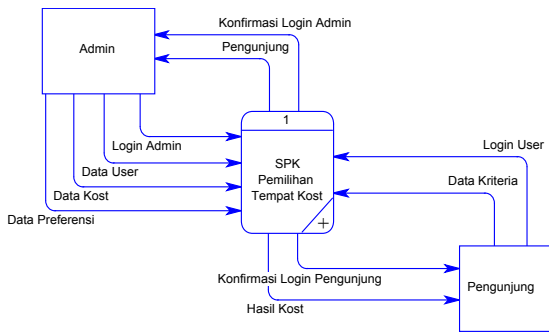 Konfirmasi Login Admin
Pengunjung
Admin
1
SPK
Pemilihan
Tempat Kost
+
Login Admin
Data User
Data Kost
Data Preferensi
Login User
Data Kriteria
Konfirmasi Login Pengunjung
Hasil Kost
Pengunjung